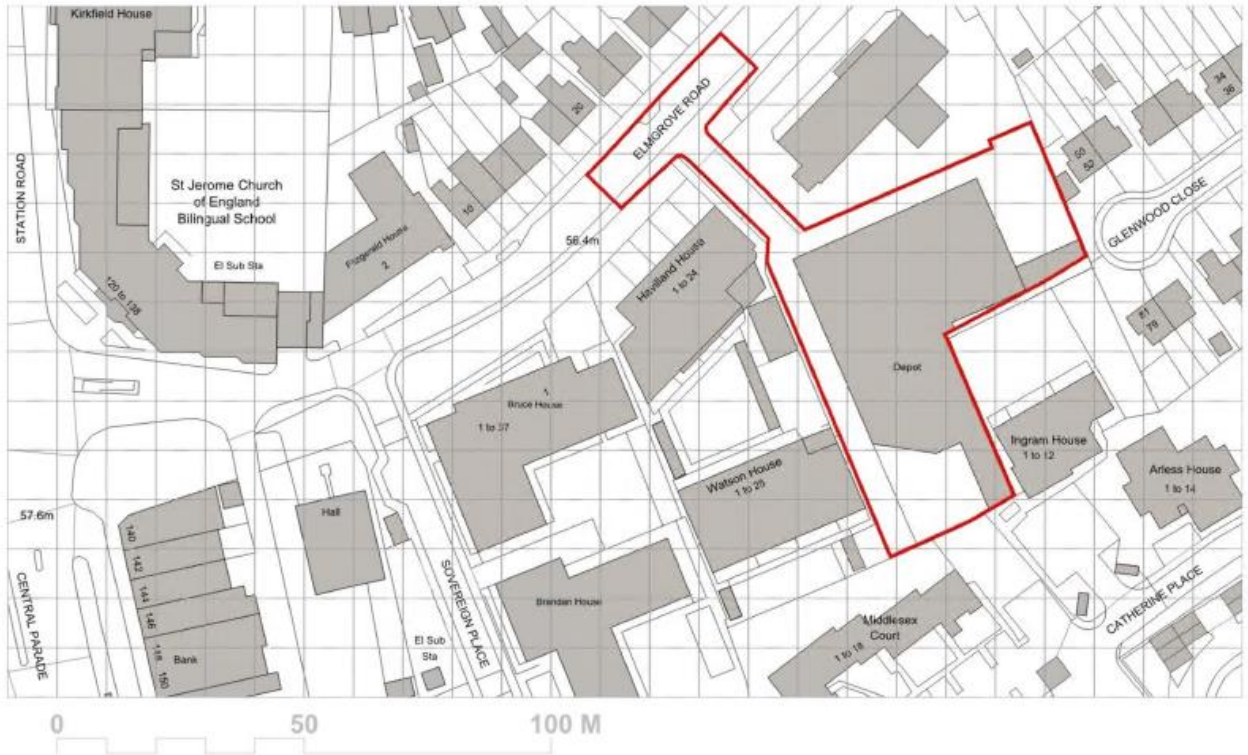 Kirkfield House
STATION ROAD
St Jerome Church
of England
Bilingual School
El Sub Sta
120 to 138
Fitzgerald House
2
10
20
ELMGROVE ROAD
56.4m
Havilland House
1 to 24
50
52
34
36
GLENWOOD CLOSE
81
79
Depot
Bruce House
1
1 to 37
Watson House
1 to 25
Ingram House
1 to 12
Arless House
1 to 14
57.6m
Hall
140
142
144
146
148
150
Bank
CENTRAL PARADE
SOVEREIGN PLACE
El Sub
Sta
Brandan House
Middlesex
Court
1 to 18
CATHERINE PLACE
0 50 100 M